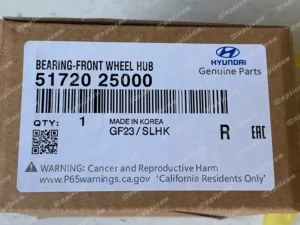 BEARING-FRONT WHEEL HUB
51720 25000
HYUNDAI
Genuine Parts
QTY: 1
MADE IN KOREA
GF23/SLHK
R
EAC
WARNING: Cancer and Reproductive Harm
www.P65warnings.ca.gov 'California Residents Only'